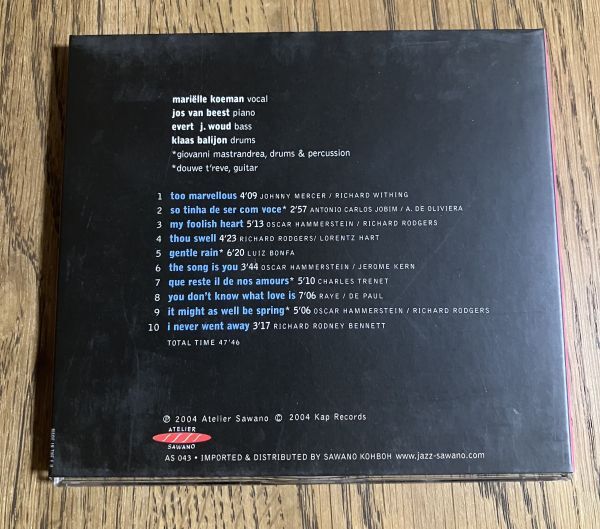 mariëlle koeman vocal
jos van beest piano
evert j. woud bass
klaas balijon drums
*giovanni mastrandrea, drums & percussion
*douwe t'reve, guitar
1 too marvellous 4'09 JOHNNY MERCER / RICHARD WITHING
2 so tinha de ser com voce* 2'57 ANTONIO CARLOS JOBIM / A. DE OLIVIERA
3 my foolish heart 5'13 OSCAR HAMMERSTEIN / RICHARD RODGERS
4 thou swell 4'23 RICHARD RODGERS/ LORENTZ HART
5 gentle rain* 6'20 LUIZ BONFA
6 the song is you 3'44 OSCAR HAMMERSTEIN / JEROME KERN
7 que reste il de nos amours* 5'10 CHARLES TRENET
8 you don't know what love is 7'06 RAYE / DE PAUL
9 it might as well be spring* 5'06 OSCAR HAMMERSTEIN / RICHARD RODGERS
10 i never went away 3'17 RICHARD RODNEY BENNETT
TOTAL TIME 47'46
℗ 2004 Atelier Sawano © 2004 Kap Records
ATELIER
SAWANO
AS 043 • IMPORTED & DISTRIBUTED BY SAWANO KOHBOH www.jazz-sawano.com